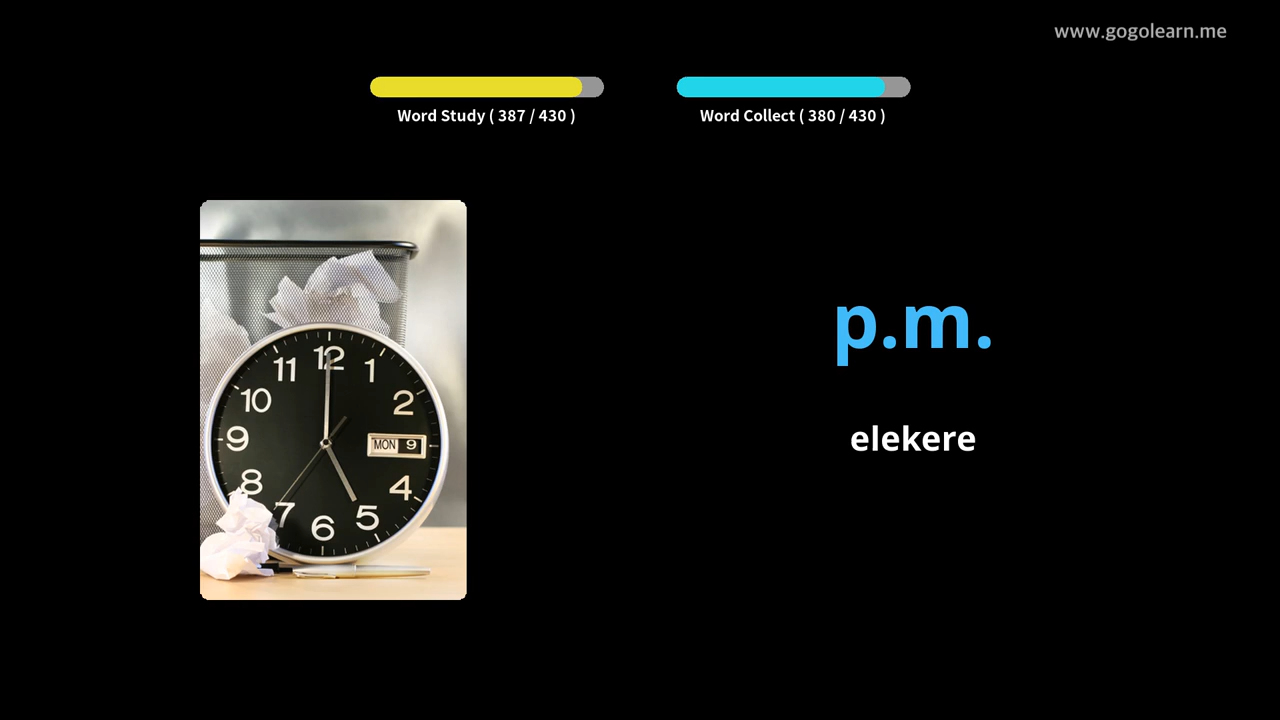 www.gogolearn.me
Word Study ( 387 / 430 )
Word Collect ( 380 / 430 )
12
11
1
10
2
9
MON 9
8
4
7
5
6
p.m.
elekere